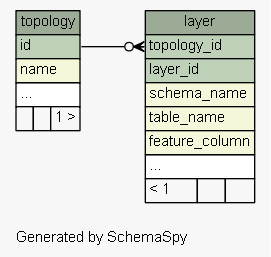 topology
id
name
...
1 >
layer
topology_id
layer_id
schema_name
table_name
feature_column
...
< 1
Generated by SchemaSpy